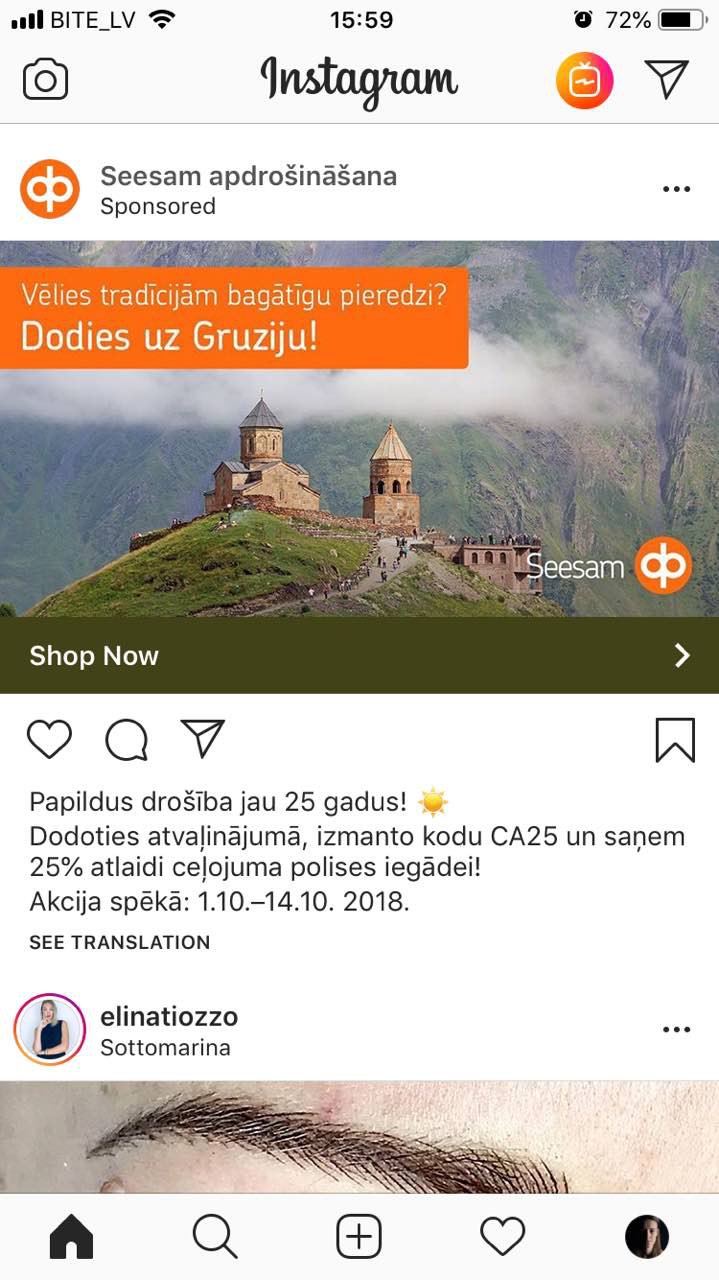 BITE_LV 15:59 72%
Instagram
Seesam apdrošināšana
Sponsored
Vēlies tradīcijām bagātīgu pieredzi?
Dodies uz Gruziju!
Seesam
Shop Now
Papildus drošība jau 25 gadus! ☀️
Dodoties atvaļinājumā, izmanto kodu CA25 un saņem
25% atlaidi ceļojuma polises iegādei!
Akcija spēkā: 1.10.–14.10. 2018.
SEE TRANSLATION
elinatiozzo
Sottomarina